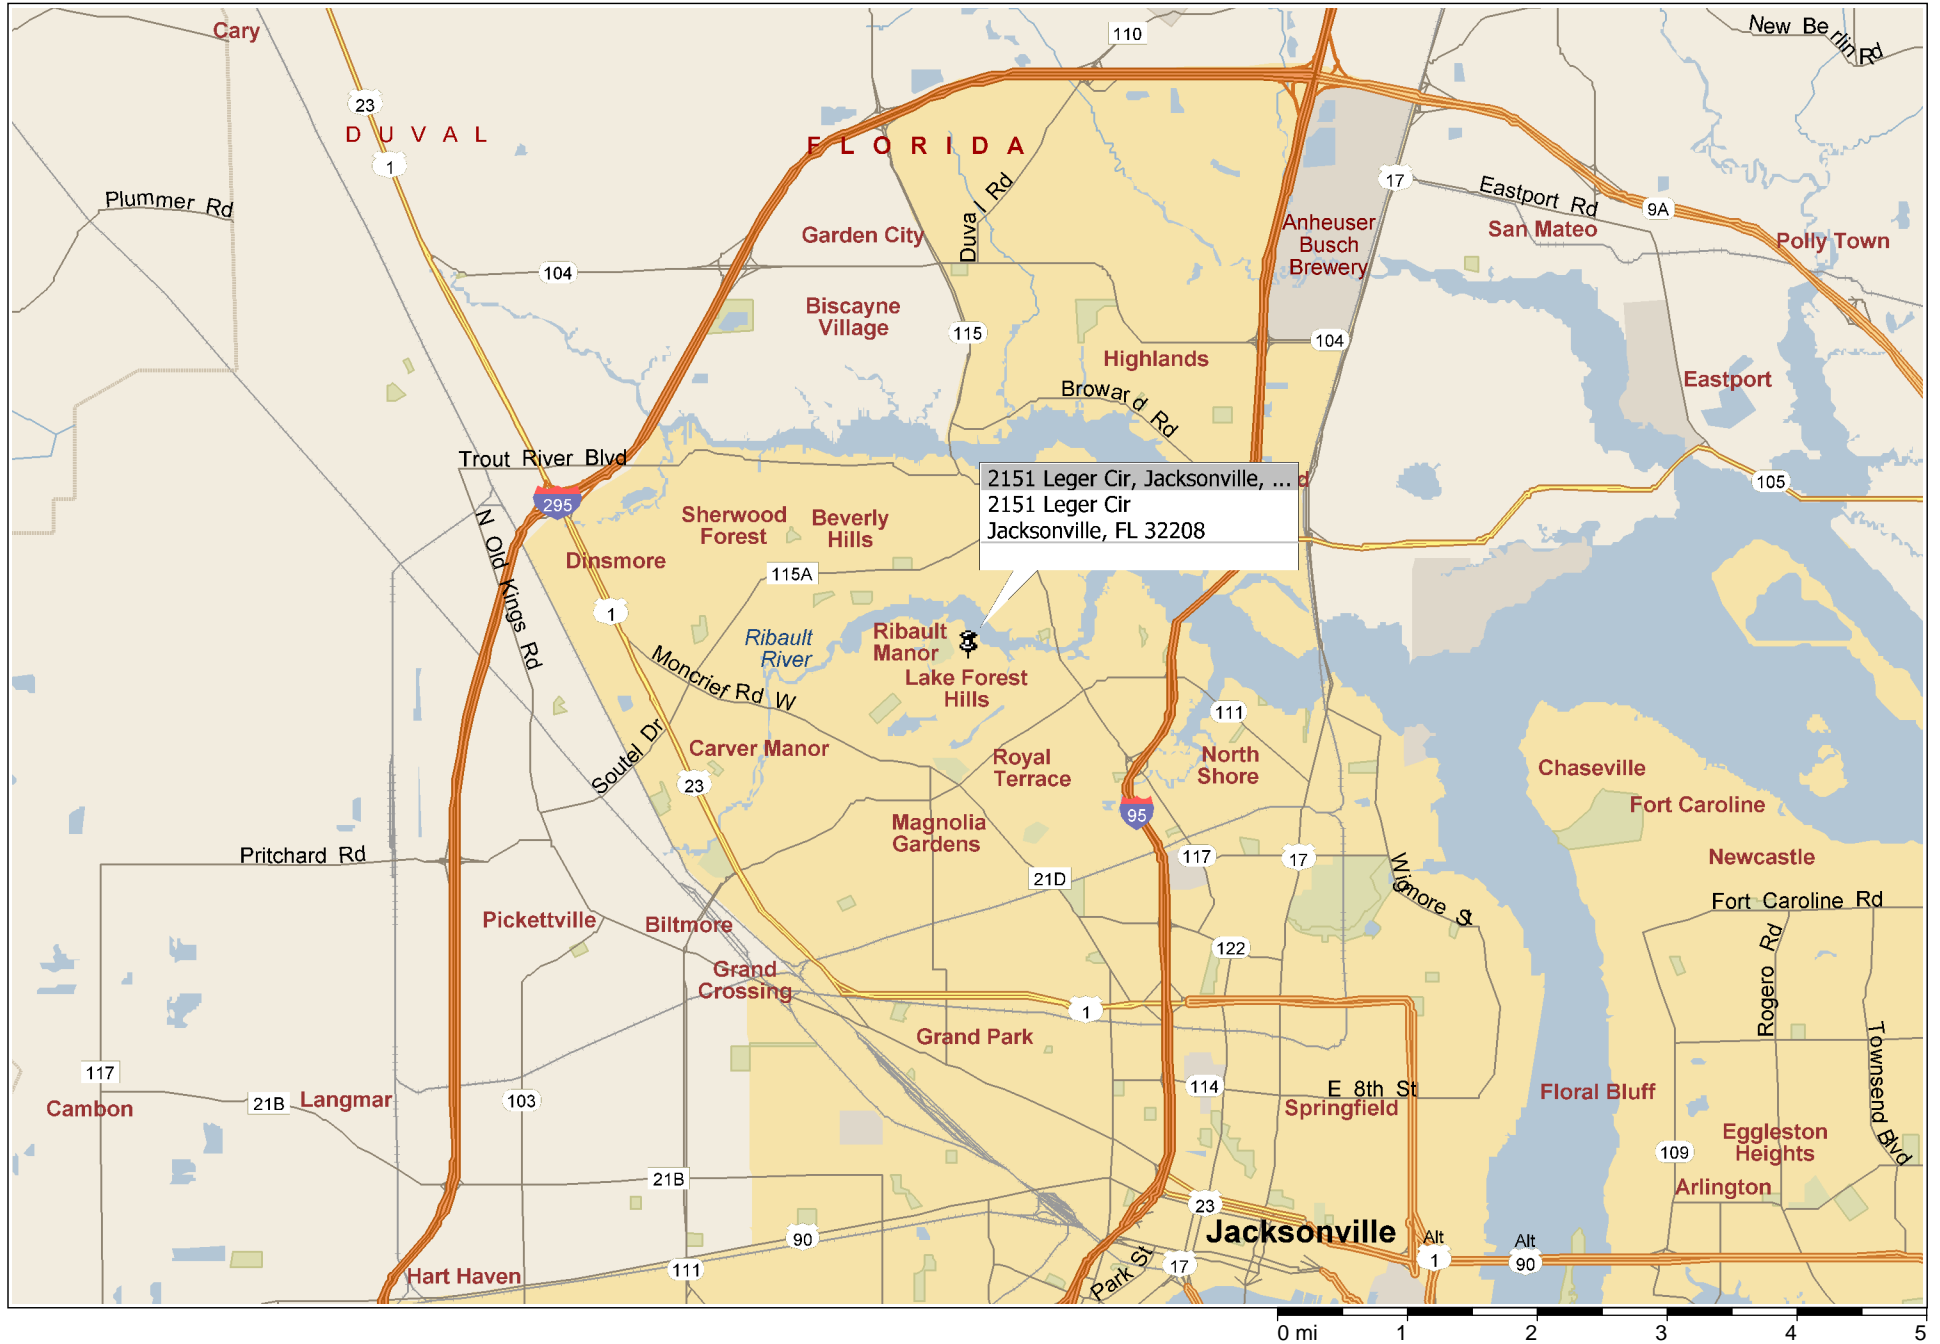 Cary
110
New Berlin Rd
23
DUVAL
FLORIDA
1
17
Plummer Rd
Duval Rd
Eastport Rd
9A
Garden City
Anheuser
Busch
Brewery
San Mateo
Polly Town
104
Biscayne
Village
115
104
Highlands
Eastport
Broward Rd
Trout River Blvd
2151 Leger Cir, Jacksonville, ...
2151 Leger Cir
Jacksonville, FL 32208
d
105
295
N Old Kings Rd
Sherwood
Forest
Beverly
Hills
Dinsmore
115A
1
Ribault
River
Ribault
Manor
Moncrief Rd W
Lake Forest
Hills
111
Soutel Dr
Carver Manor
Royal
Terrace
North
Shore
Chaseville
23
Fort Caroline
95
Magnolia
Gardens
Pritchard Rd
117
17
Wigmore St
Newcastle
21D
Fort Caroline Rd
Pickettville
Biltmore
122
Rogero Rd
Grand
Crossing
1
Grand Park
Townsend Blvd
117
114
E 8th St
Floral Bluff
Cambon
21B
Langmar
103
Springfield
Eggleston
Heights
109
21B
Arlington
23
90
Jacksonville
Alt
1
Alt
90
111
Park St
17
Hart Haven
0 mi
1
2
3
4
5